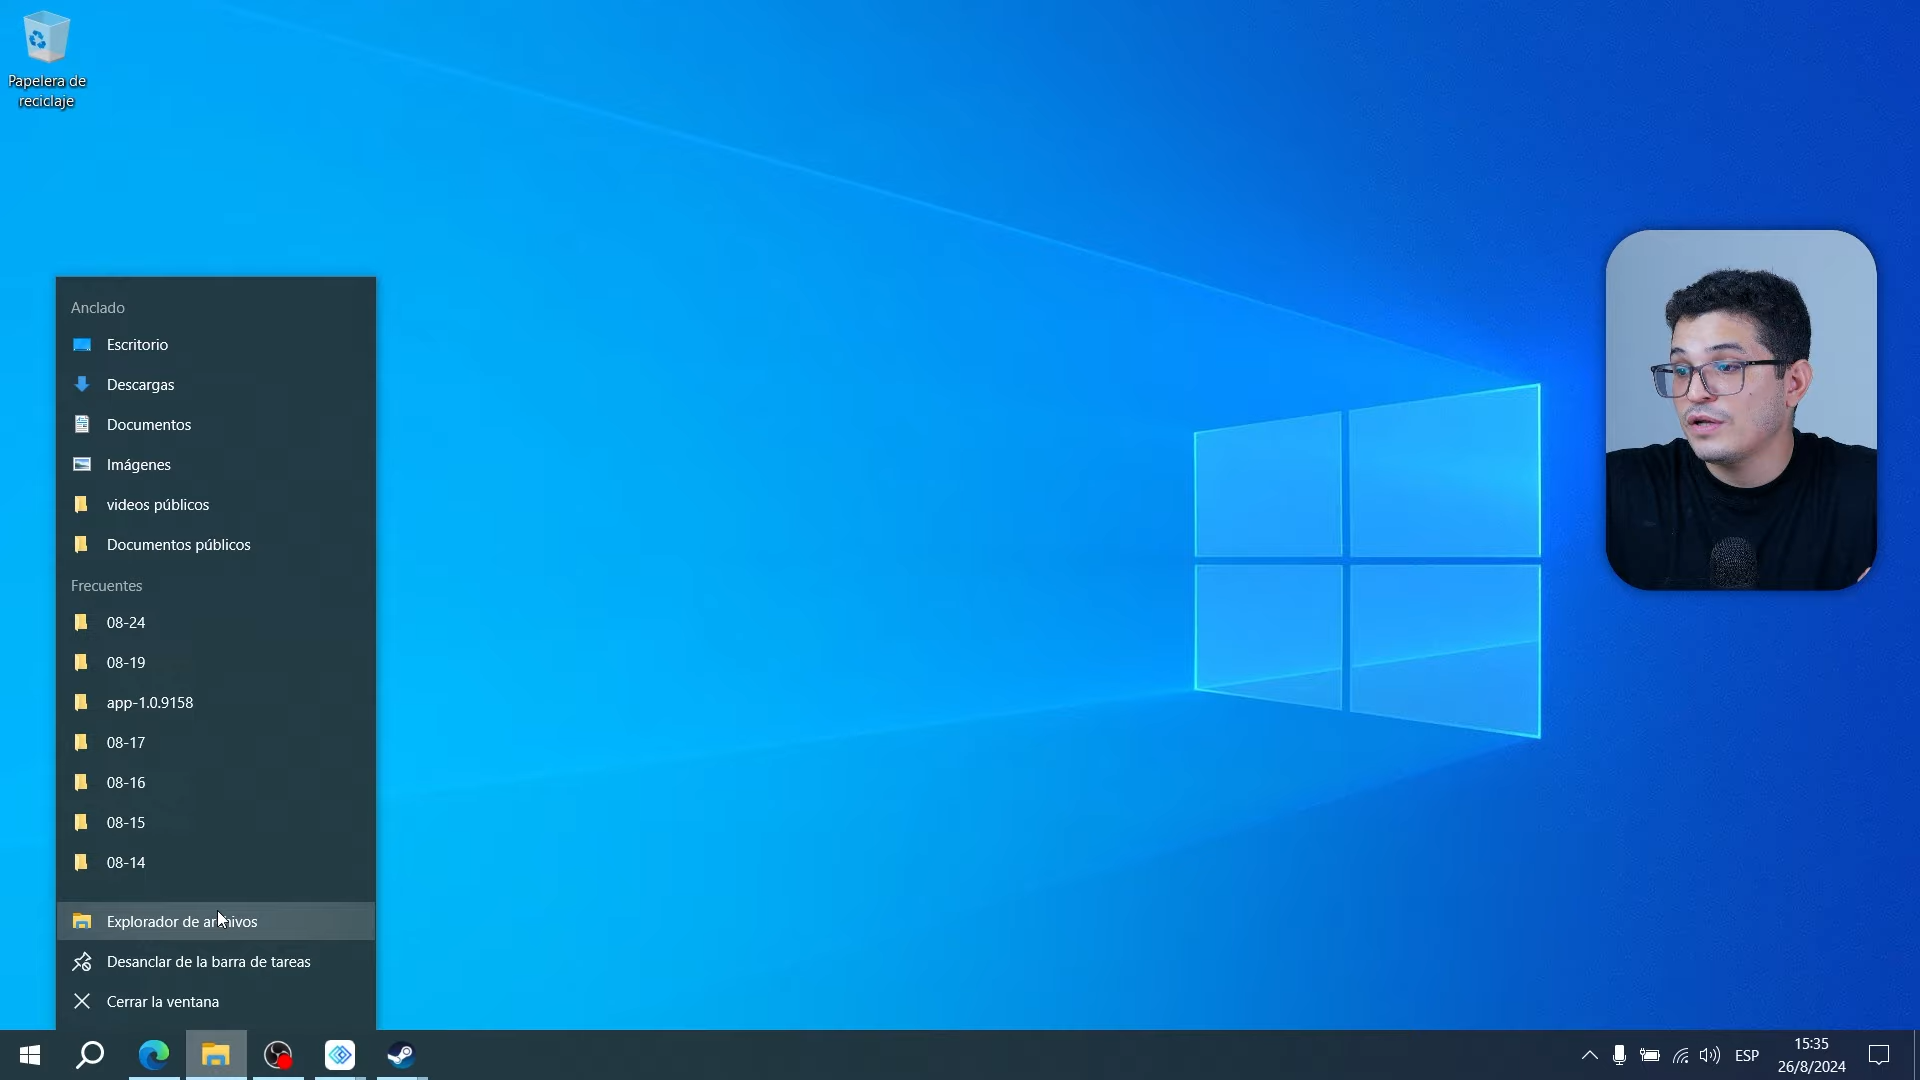 Papelera de
reciclaje
Anclado
Escritorio
Descargas
Documentos
Imágenes
videos públicos
Documentos públicos
Frecuentes
08-24
08-19
app-1.0.9158
08-17
08-16
08-15
08-14
Explorador de archivos
Desanclar de la barra de tareas
Cerrar la ventana
ESP
15:35
26/8/2024